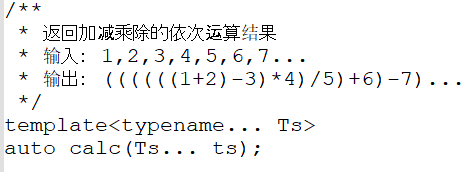 /**
 * 返回加减乘除的依次运算结果
 * 输入: 1,2,3,4,5,6,7...
 * 输出: ((((((1+2)-3)*4)/5)+6)-7)...
 */
template<typename... Ts>
auto calc(Ts... ts);